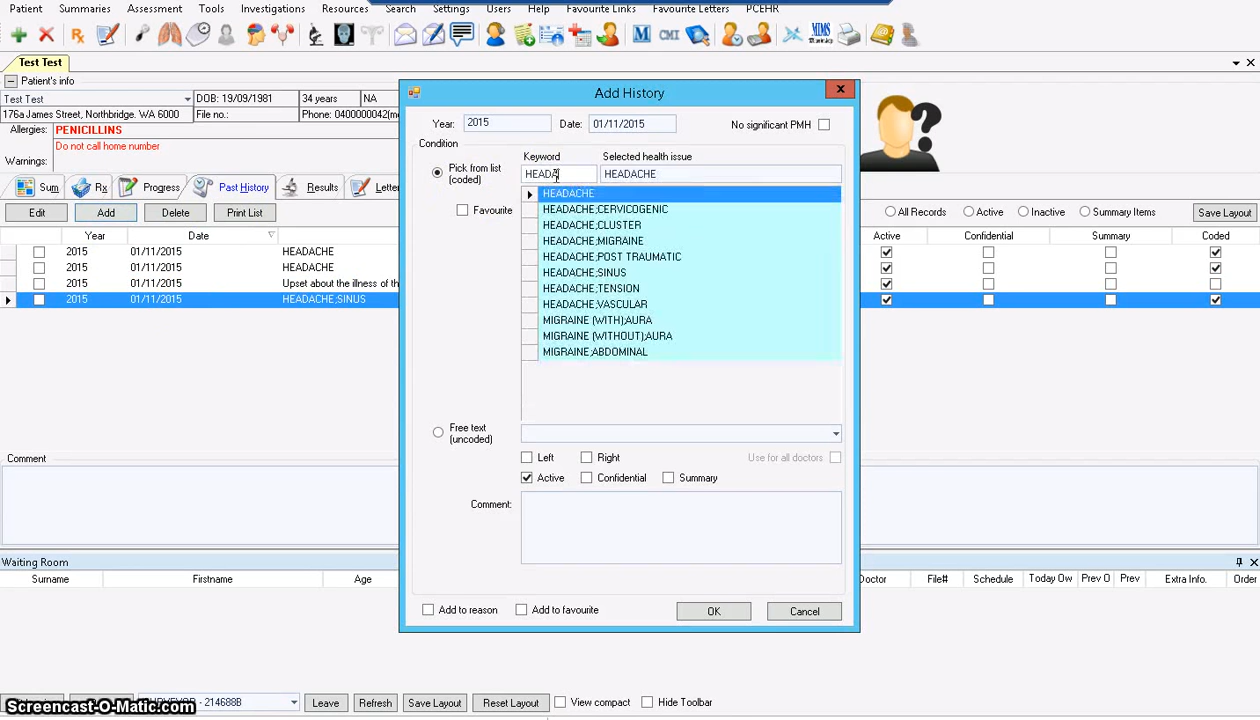 Patient Summaries Assessment Tools Investigations Resources Search Settings Users Help Favourite Links Favourite Letters PCEHR
Rx M CMI MIMS
Test Test
Patient's info
Test Test DOB: 19/09/1981 34 years NA
176a James Street, Northbridge. WA 6000 File no.: Phone: 0400000042(m
Allergies: PENICILLINS
Warnings: Do not call home number
Sum Rx Progress Past History Results Letter
Edit Add Delete Print List All Records Active Inactive Summary Items Save Layout
Year Date Active Confidential Summary Coded
2015 01/11/2015 HEADACHE
2015 01/11/2015 HEADACHE
2015 01/11/2015 Upset about the illness of th
2015 01/11/2015 HEADACHE;SINUS
Comment
Add History
Year: 2015 Date: 01/11/2015 No significant PMH
Condition
Keyword Selected health issue
Pick from list
(coded)
HEADA HEADACHE
Favourite
HEADACHE
HEADACHE;CERVICOGENIC
HEADACHE;CLUSTER
HEADACHE;MIGRAINE
HEADACHE;POST TRAUMATIC
HEADACHE;SINUS
HEADACHE;TENSION
HEADACHE;VASCULAR
MIGRAINE (WITH);AURA
MIGRAINE (WITHOUT);AURA
MIGRAINE;ABDOMINAL
Free text
(uncoded)
Left Right Use for all doctors
Active Confidential Summary
Comment:
Add to reason Add to favourite OK Cancel
Waiting Room
Surname Firstname Age Doctor File# Schedule Today Ow Prev O Prev Extra Info. Order
SURVEYOR - 214688B Leave Refresh Save Layout Reset Layout View compact Hide Toolbar
Screencast-O-Matic.com